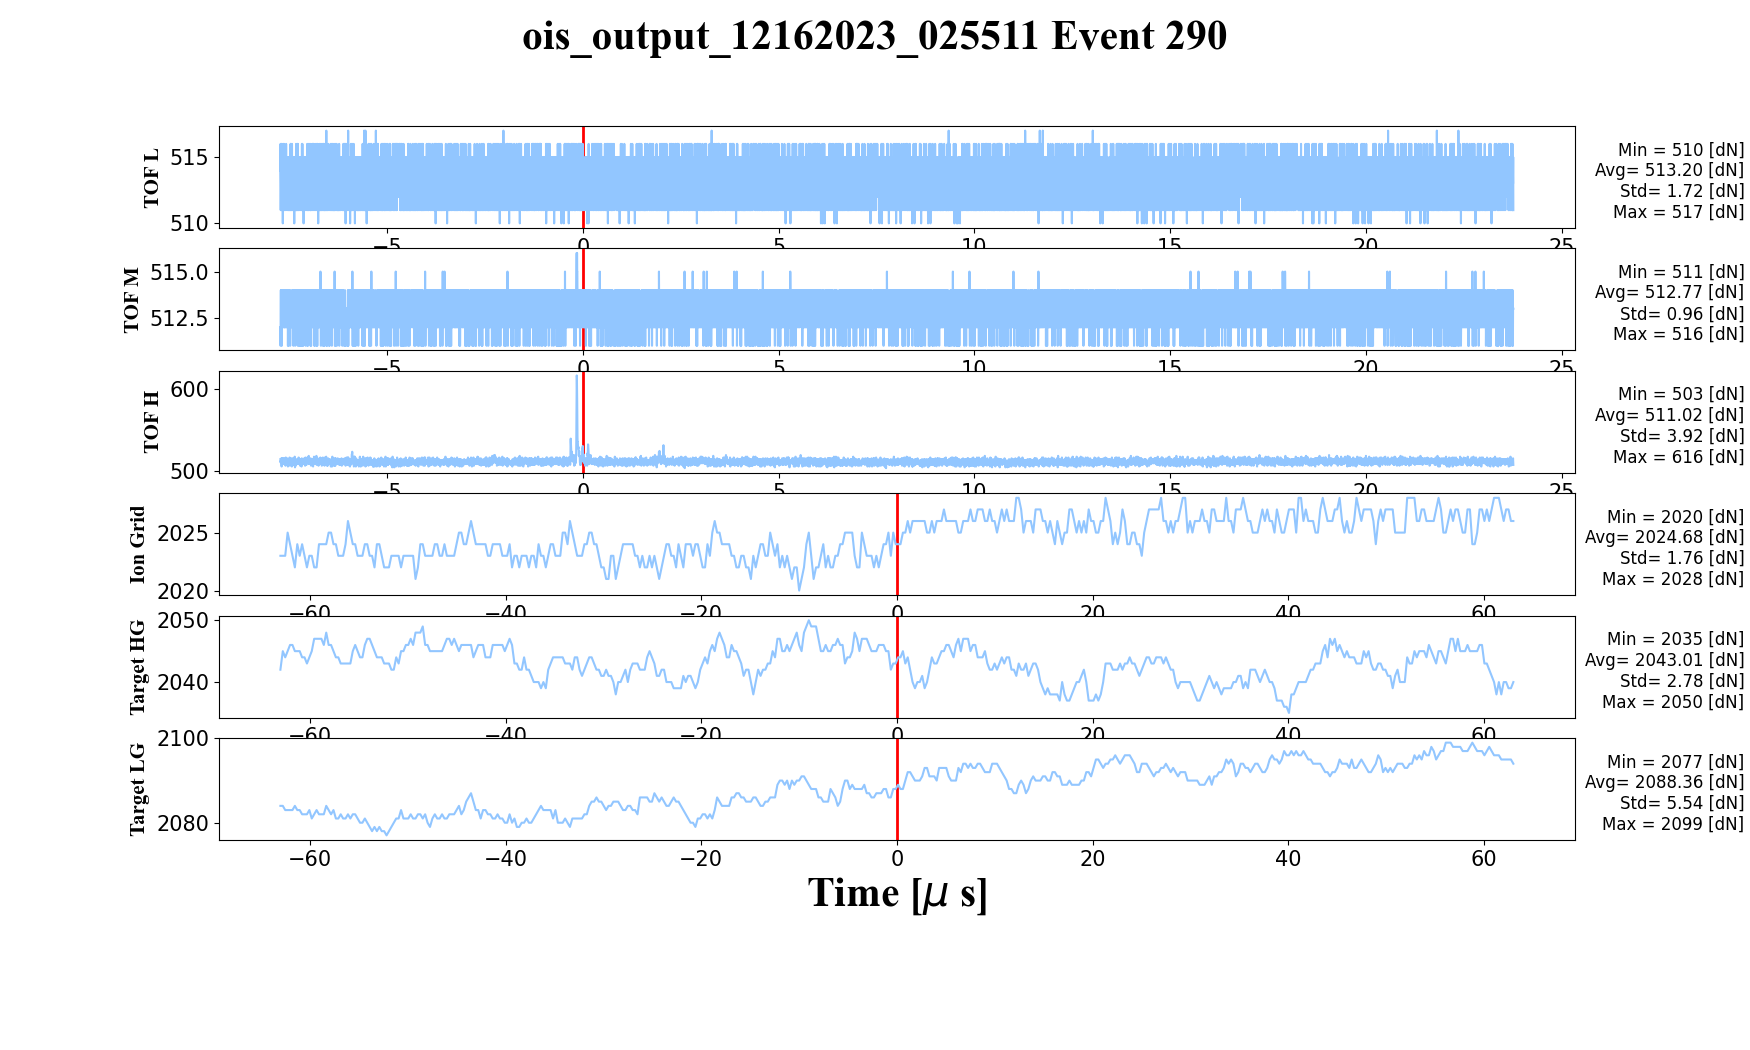 ois_output_12162023_025511 Event 290
TOF L
515
510
−5
0
5
10
15
20
25
Min = 510 [dN]
Avg= 513.20 [dN]
Std= 1.72 [dN]
Max = 517 [dN]
TOF M
515.0
512.5
−5
0
5
10
15
20
25
Min = 511 [dN]
Avg= 512.77 [dN]
Std= 0.96 [dN]
Max = 516 [dN]
TOF H
600
500
−5
0
5
10
15
20
25
Min = 503 [dN]
Avg= 511.02 [dN]
Std= 3.92 [dN]
Max = 616 [dN]
Ion Grid
2025
2020
−60
−40
−20
0
20
40
60
Min = 2020 [dN]
Avg= 2024.68 [dN]
Std= 1.76 [dN]
Max = 2028 [dN]
Target HG
2050
2040
−60
−40
−20
0
20
40
60
Min = 2035 [dN]
Avg= 2043.01 [dN]
Std= 2.78 [dN]
Max = 2050 [dN]
Target LG
2100
2080
−60
−40
−20
0
20
40
60
Min = 2077 [dN]
Avg= 2088.36 [dN]
Std= 5.54 [dN]
Max = 2099 [dN]
Time [μ s]